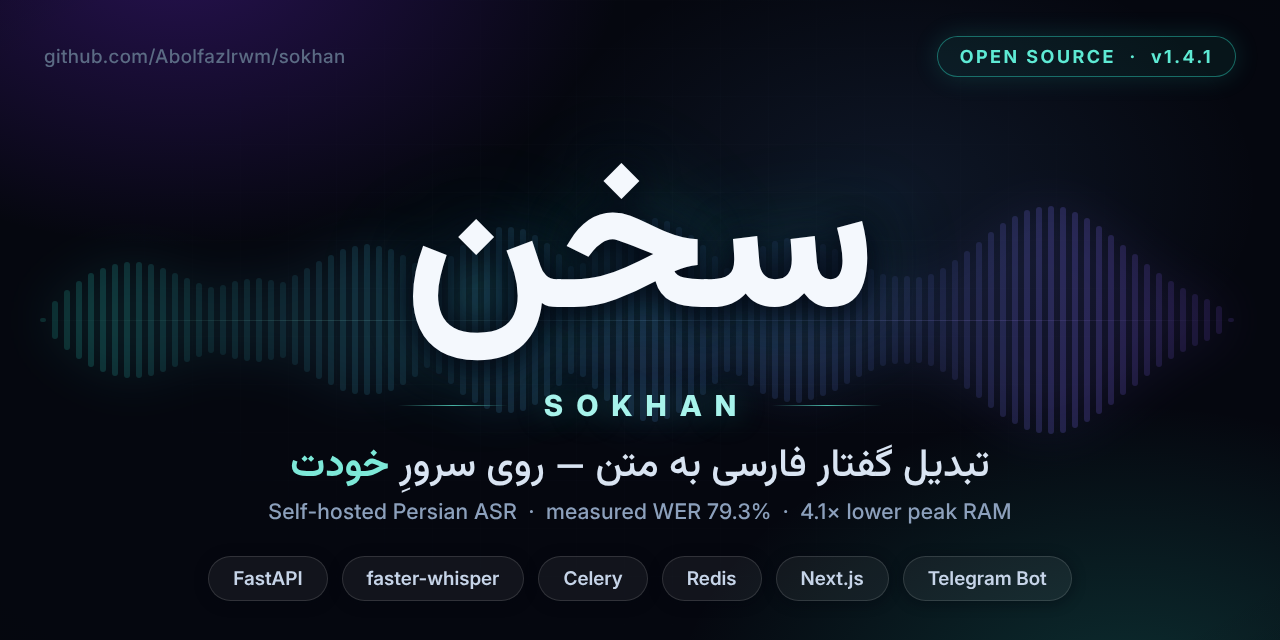 github.com/Abolfazlrwm/sokhan
OPEN SOURCE · v1.4.1
سخن
SOKHAN
تبدیل گفتار فارسی به متن — روی سرورِ خودت
Self-hosted Persian ASR · measured WER 79.3% · 4.1× lower peak RAM
FastAPI faster-whisper Celery Redis Next.js Telegram Bot